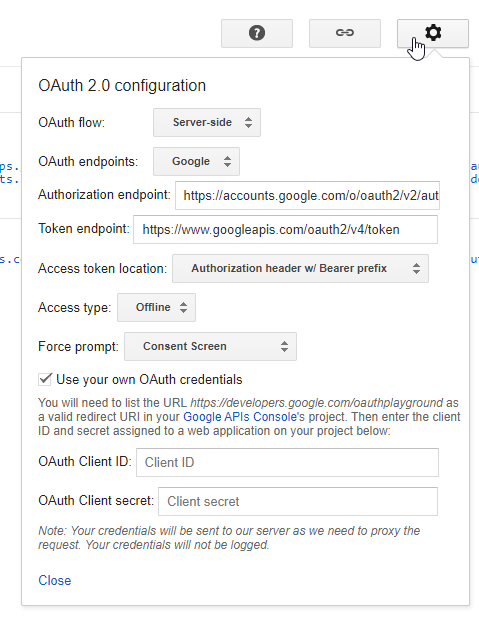 OAuth 2.0 configuration
OAuth flow: Server-side
OAuth endpoints: Google
Authorization endpoint: https://accounts.google.com/o/oauth2/v2/aut
Token endpoint: https://www.googleapis.com/oauth2/v4/token
Access token location: Authorization header w/ Bearer prefix
Access type: Offline
Force prompt: Consent Screen
Use your own OAuth credentials
You will need to list the URL https://developers.google.com/oauthplayground as
a valid redirect URI in your Google APIs Console's project. Then enter the client
ID and secret assigned to a web application on your project below:
OAuth Client ID: Client ID
OAuth Client secret: Client secret
Note: Your credentials will be sent to our server as we need to proxy the
request. Your credentials will not be logged.
Close